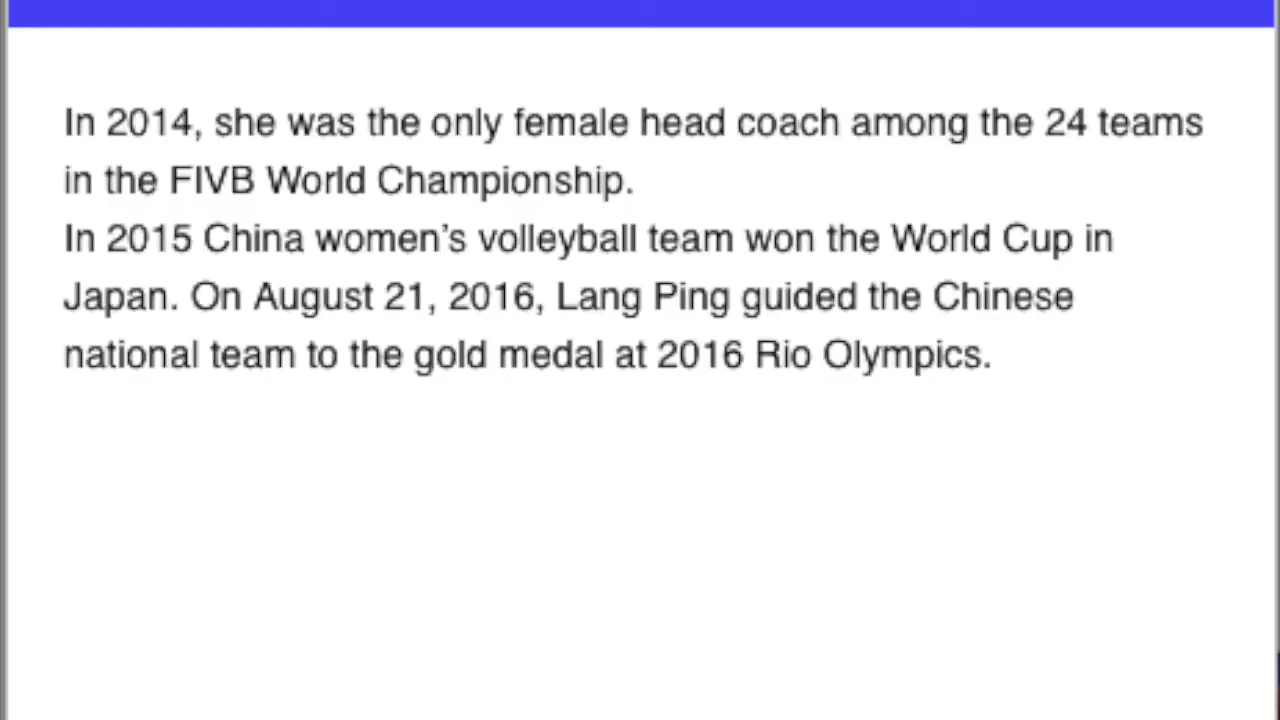 In 2014, she was the only female head coach among the 24 teams
in the FIVB World Championship.
In 2015 China women’s volleyball team won the World Cup in
Japan. On August 21, 2016, Lang Ping guided the Chinese
national team to the gold medal at 2016 Rio Olympics.